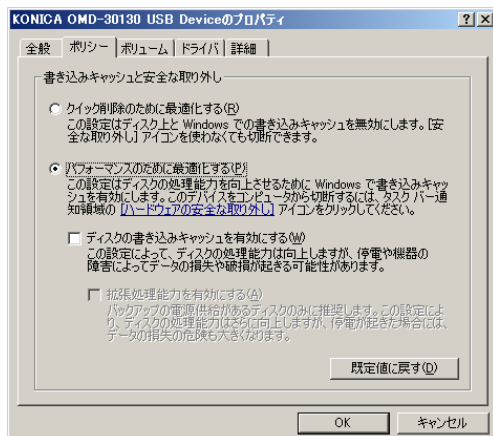 KONICA OMD-30130 USB Deviceのプロパティ
全般 ポリシー ボリューム ドライバ 詳細
書き込みキャッシュと安全な取り外し
クイック削除のために最適化する(R)
この設定はディスク上と Windows での書き込みキャッシュを無効にします。[安
全な取り外し] アイコンを使わなくても切断できます。
パフォーマンスのために最適化する(P)
この設定はディスクの処理能力を向上させるために Windows で書き込みキャッ
シュを有効にします。このデバイスをコンピュータから切断するには、タスク バー通
知領域の [ハードウェアの安全な取り外し] アイコンをクリックしてください。
ディスクの書き込みキャッシュを有効にする(W)
この設定によって、ディスクの処理能力は向上しますが、停電や機器の
障害によってデータの損失や破損が起きる可能性があります。
拡張処理能力を有効にする(A)
バックアップの電源供給があるディスクのみに推奨します。この設定によ
り、ディスクの処理能力はさらに向上しますが、停電が起きた場合には、
データの損失の危険も大きくなります。
既定値に戻す(D)
OK キャンセル